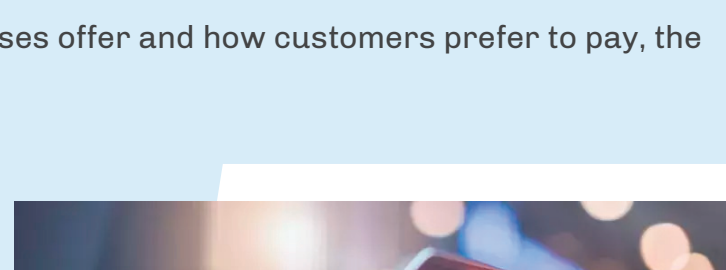 ses offer and how customers prefer to pay, the